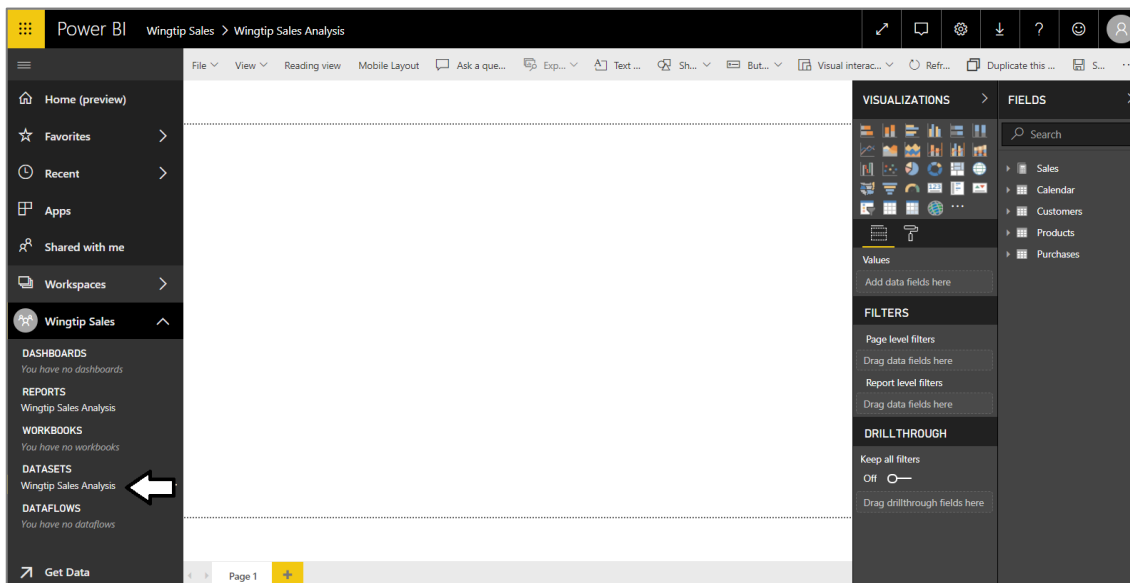 Power BI Wingtip Sales > Wingtip Sales Analysis ?
File View Reading view Mobile Layout Ask a que... Exp... Text ... Sh... But... Visual interac... Refr... Duplicate this ... S... ...
Home (preview)
Favorites
Recent
Apps
Shared with me
Workspaces
Wingtip Sales
DASHBOARDS
You have no dashboards
REPORTS
Wingtip Sales Analysis
WORKBOOKS
You have no workbooks
DATASETS
Wingtip Sales Analysis
DATAFLOWS
You have no dataflows
Get Data
Page 1 +
VISUALIZATIONS
123
...
Values
Add data fields here
FILTERS
Page level filters
Drag data fields here
Report level filters
Drag data fields here
DRILLTHROUGH
Keep all filters
Off
Drag drillthrough fields here
FIELDS
Search
Sales
Calendar
Customers
Products
Purchases